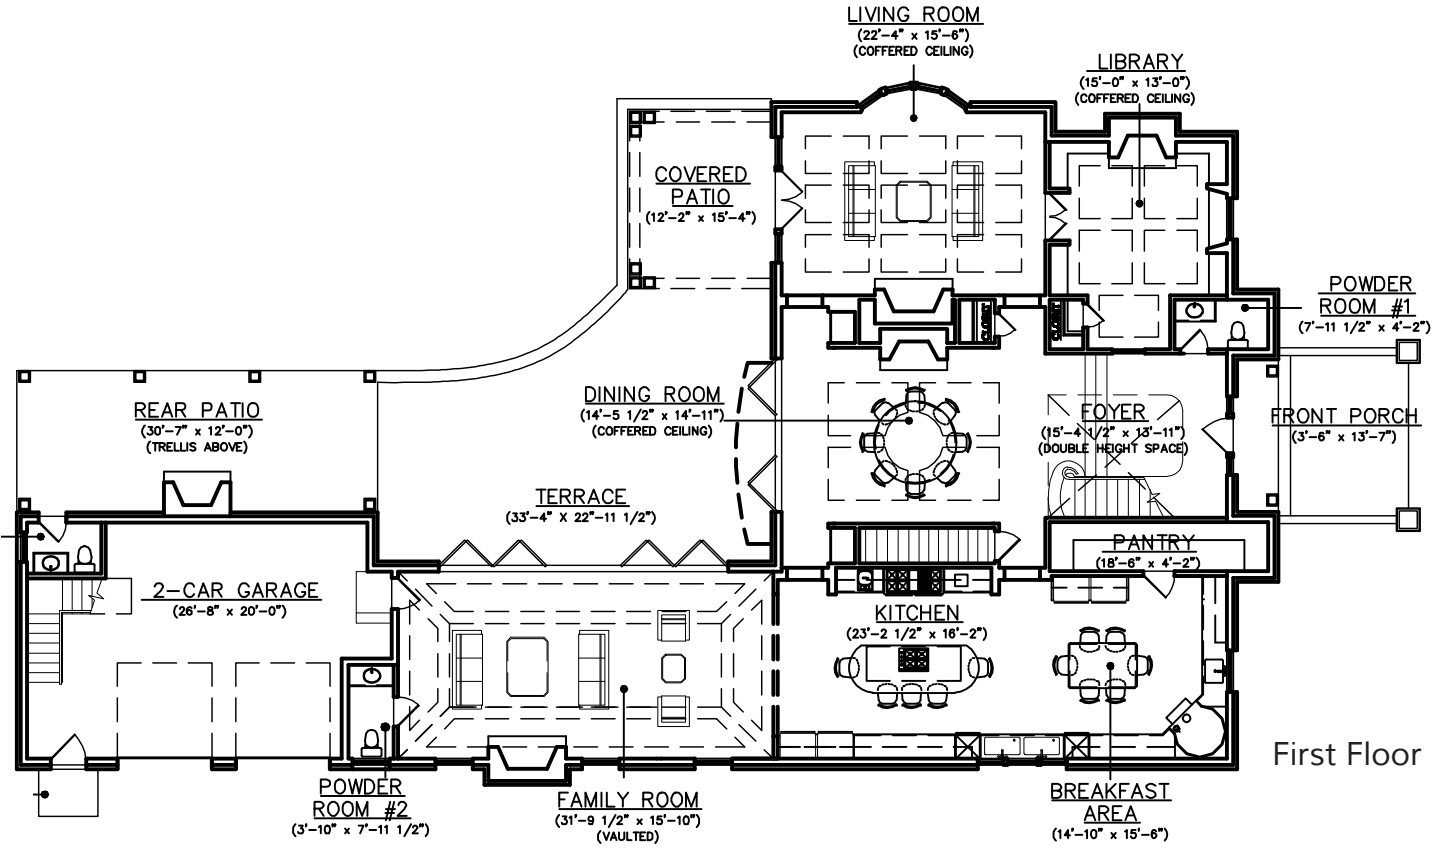 LIVING ROOM
(22'-4" x 15'-6")
(COFFERED CEILING)
LIBRARY
(15'-0" x 13'-0")
(COFFERED CEILING)
COVERED
PATIO
(12'-2" x 15'-4")
POWDER
ROOM #1
(7'-11 1/2" x 4'-2")
CLOSET
CLOSET
REAR PATIO
(30'-7" x 12'-0")
(TRELLIS ABOVE)
DINING ROOM
(14'-5 1/2" x 14'-11")
(COFFERED CEILING)
FOYER
(15'-4 1/2" x 13'-11")
(DOUBLE HEIGHT SPACE)
FRONT PORCH
(3'-6" x 13'-7")
TERRACE
(33'-4" X 22'-11 1/2")
PANTRY
(18'-6" x 4'-2")
2-CAR GARAGE
(26'-8" x 20'-0")
KITCHEN
(23'-2 1/2" x 16'-2")
First Floor
POWDER
ROOM #2
(3'-10" x 7'-11 1/2")
FAMILY ROOM
(31'-9 1/2" x 15'-10")
(VAULTED)
BREAKFAST
AREA
(14'-10" x 15'-6")